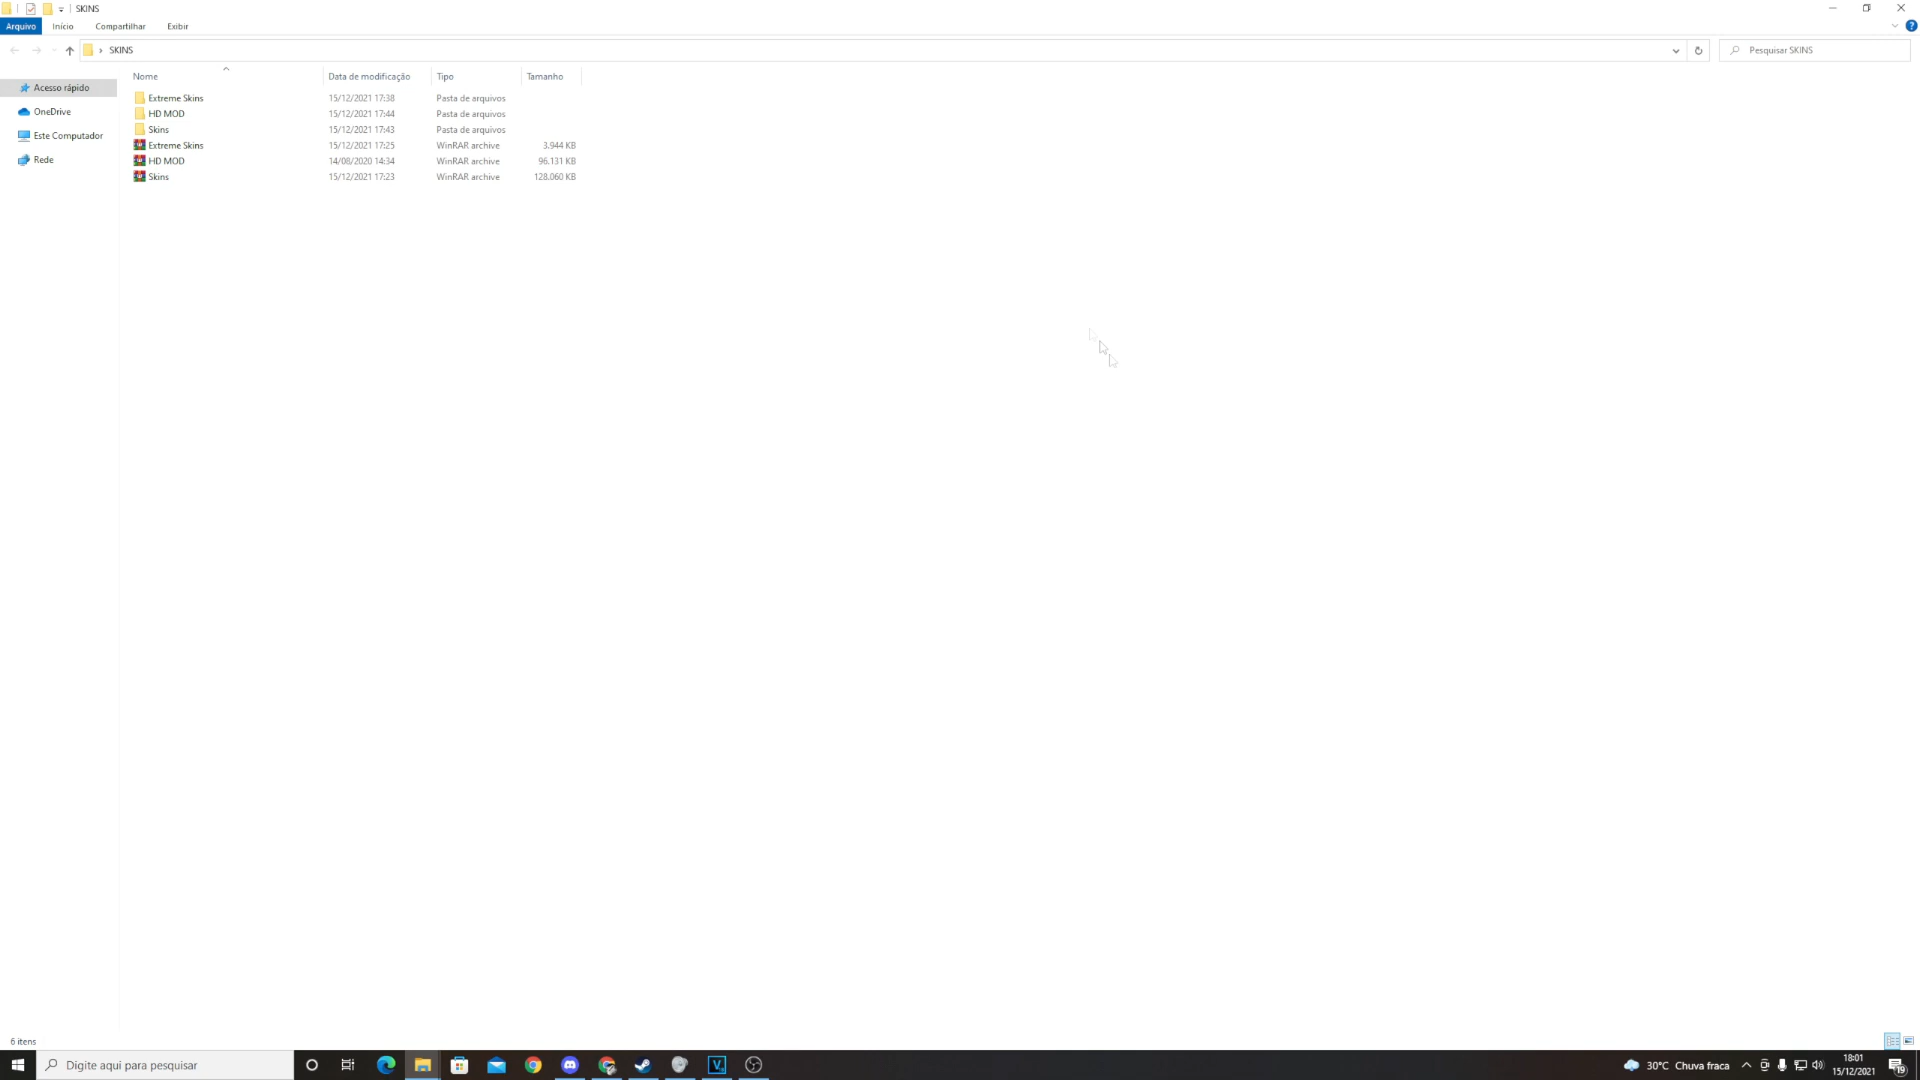 SKINS
Arquivo Início Compartilhar Exibir
SKINS
Pesquisar SKINS
Nome Data de modificação Tipo Tamanho
Acesso rápido
OneDrive
Este Computador
Rede
Extreme Skins 15/12/2021 17:38 Pasta de arquivos
HD MOD 15/12/2021 17:44 Pasta de arquivos
Skins 15/12/2021 17:43 Pasta de arquivos
Extreme Skins 15/12/2021 17:25 WinRAR archive 3.944 KB
HD MOD 14/08/2020 14:34 WinRAR archive 96.131 KB
Skins 15/12/2021 17:23 WinRAR archive 128.060 KB
6 itens
Digite aqui para pesquisar
30°C Chuva fraca
18:01
15/12/2021
19